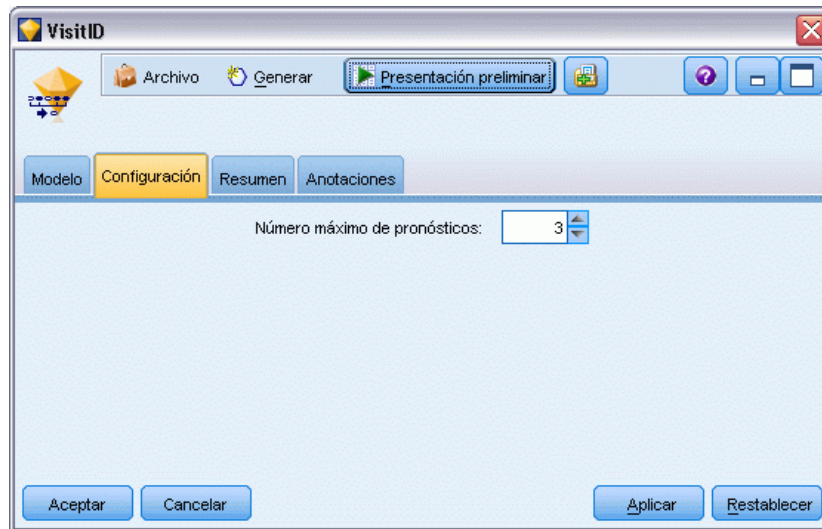 VisitID
Archivo Generar Presentación preliminar
Modelo Configuración Resumen Anotaciones
Número máximo de pronósticos: 3
Aceptar Cancelar Aplicar Restablecer